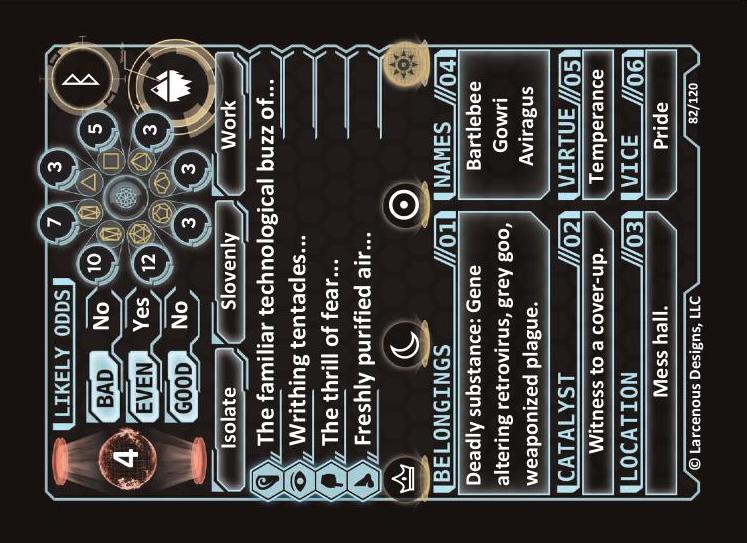 4
LIKELY ODDS
BAD No
EVEN Yes
GOOD No
7
3
5
3
3
3
12
10
ᛒ
Isolate
Slovenly
Work
The familiar technological buzz of...
Writhing tentacles...
The thrill of fear...
Freshly purified air...
BELONGINGS 01
Deadly substance: Gene
altering retrovirus, grey goo,
weaponized plague.
NAMES 04
Bartlebee
Gowri
Aviragus
CATALYST 02
Witness to a cover-up.
VIRTUE 05
Temperance
LOCATION 03
Mess hall.
VICE 06
Pride
© Larcenous Designs, LLC
82/120